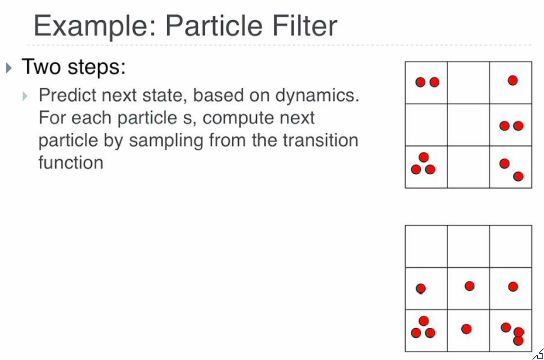 Example: Particle Filter
Two steps:
Predict next state, based on dynamics.
For each particle s, compute next
particle by sampling from the transition
function